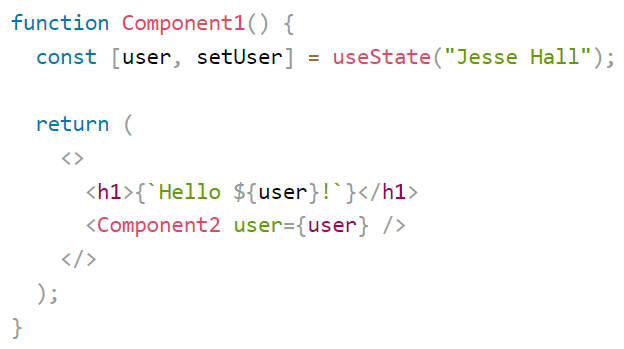 function Component1() {
  const [user, setUser] = useState("Jesse Hall");

  return (
    <>
      <h1>{`Hello ${user}!`}</h1>
      <Component2 user={user} />
    </>
  );
}